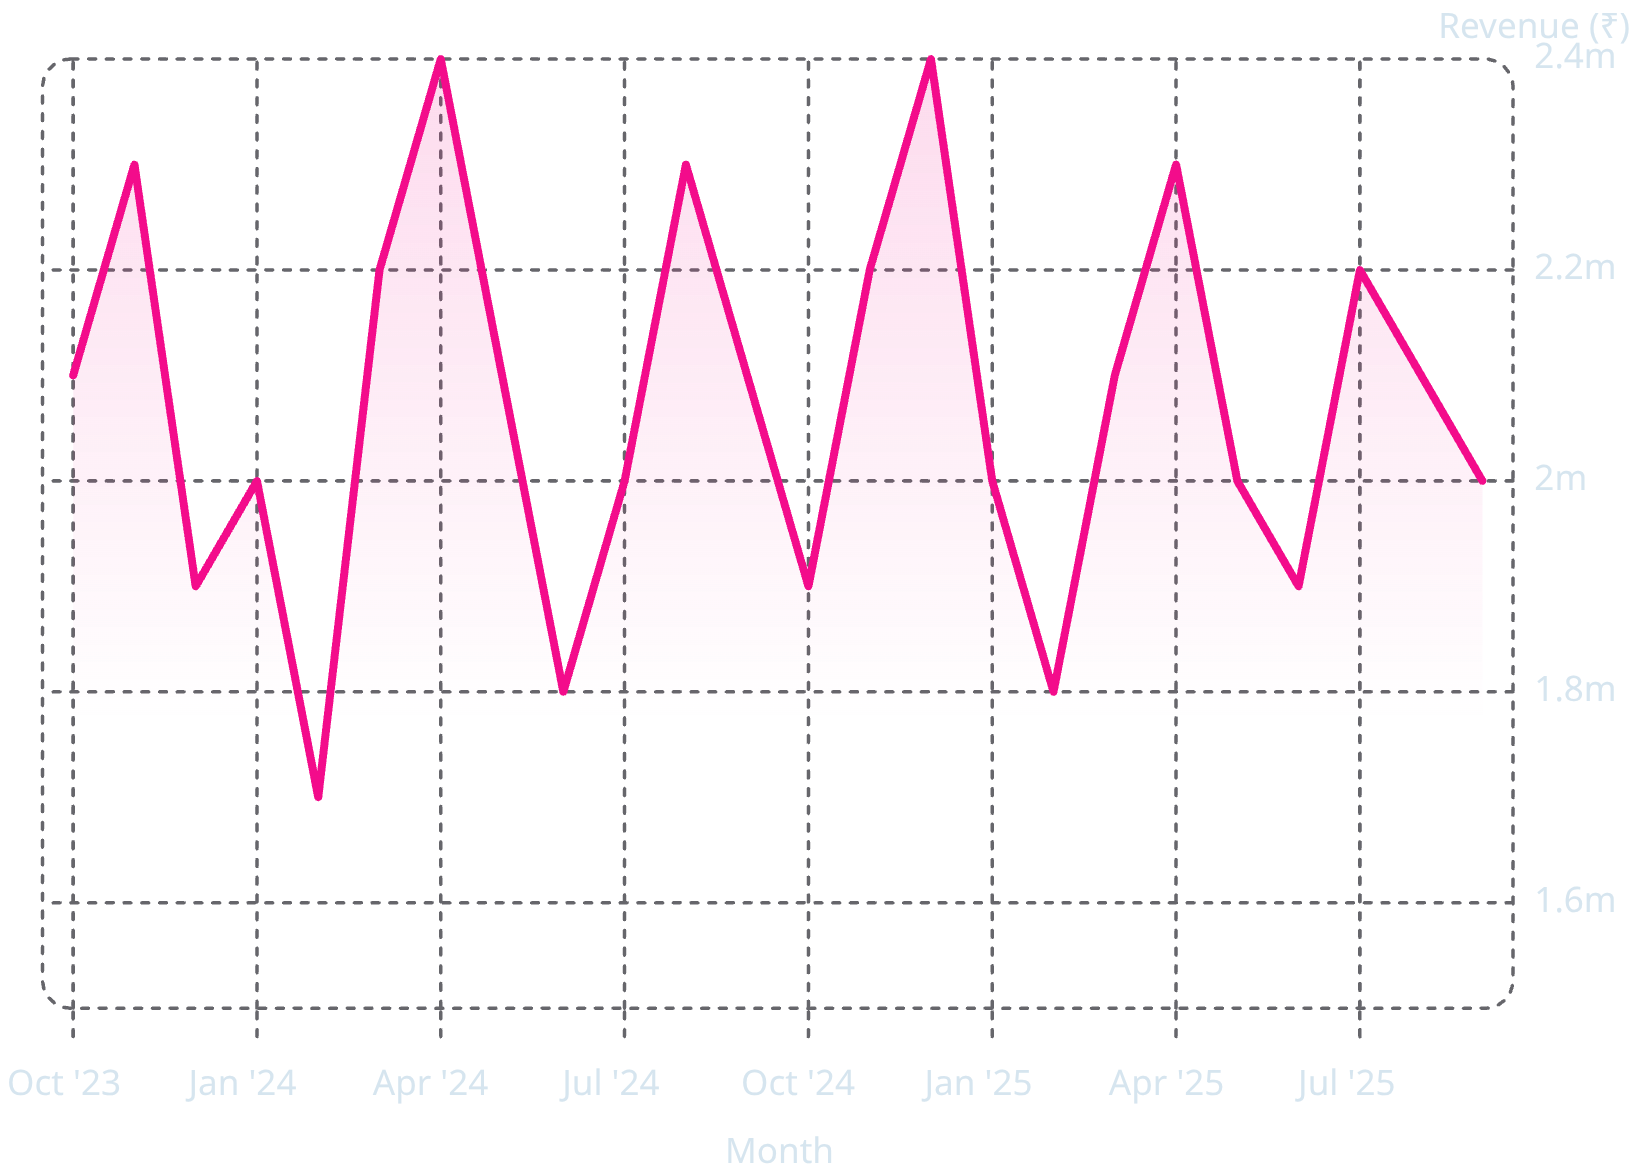 Revenue (₹)
2.4m
2.2m
2m
1.8m
1.6m
Oct '23 Jan '24 Apr '24 Jul '24 Oct '24 Jan '25 Apr '25 Jul '25
Month